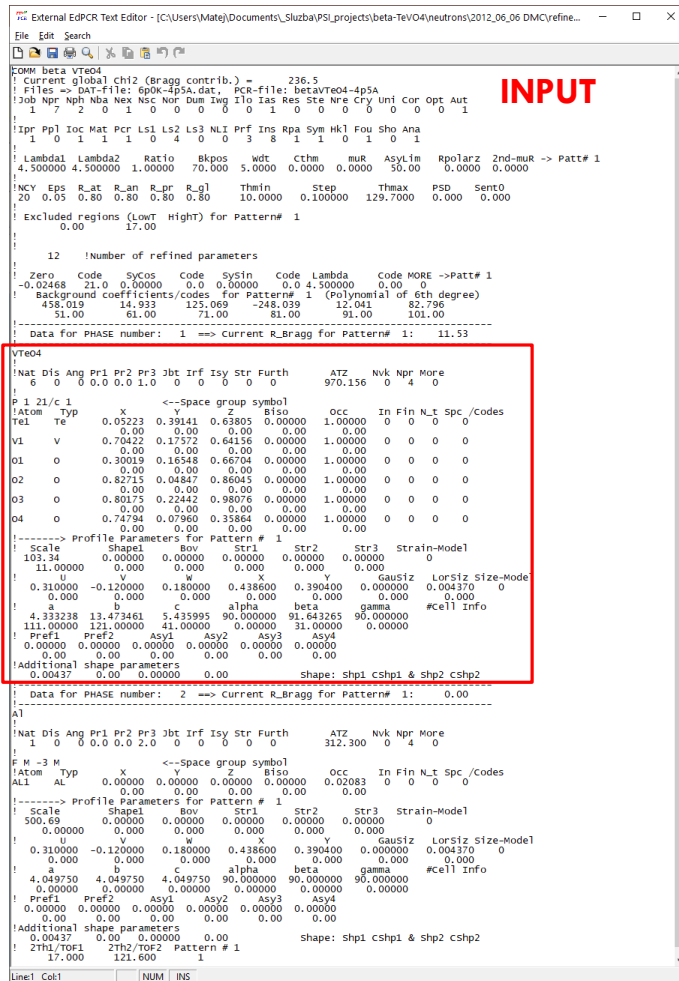 External EdPCR Text Editor - [C:\Users\Matej\Documents\_Sluzba\PSI_projects\beta-TeVO4\neutrons\2012_06_06 DMC\refine...
File Edit Search
INPUT
COMM beta VTeO4
! Current global Chi2 (Bragg contrib.) = 236.5
! Files => DAT-file: 6pOK-4p5A.dat, PCR-file: betaVTeO4-4p5A
!Job Npr Nph Nba Nex Nsc Nor Dum Iwg Ilo Ias Res Ste Nre Cry Uni Cor Opt Aut
1 7 2 0 1 0 0 0 0 0 1 0 0 0 0 0 0 0 1
!
!Ipr Ppl Ioc Mat Pcr Ls1 Ls2 Ls3 NLI Prf Ins Rpa Sym Hkl Fou Sho Ana
1 0 1 1 1 0 4 0 0 3 8 1 1 0 1 0 1
!
! Lambda1 Lambda2 Ratio Bkpos Wdt Cthm muR AsyLim Rpolarz 2nd-muR -> Patt# 1
4.500000 4.500000 1.00000 70.000 5.0000 0.0000 0.0000 50.00 0.0000 0.0000
!
!NCY Eps R_at R_an R_pr R_gl Thmin Step Thmax PSD Sent0
20 0.05 0.80 0.80 0.80 0.80 10.0000 0.100000 129.7000 0.000 0.000
!
! Excluded regions (LowT HighT) for Pattern# 1
0.00 17.00
!
!
12 !Number of refined parameters
!
! Zero Code SyCos Code SySin Code Lambda Code MORE ->Patt# 1
-0.02468 21.0 0.00000 0.0 0.00000 0.0 4.500000 0.00 0
! Background coefficients/codes for Pattern# 1 (Polynomial of 6th degree)
458.019 14.933 125.069 -248.039 12.041 82.796
51.00 61.00 71.00 81.00 91.00 101.00
!-------------------------------------------------------------------------------
! Data for PHASE number: 1 ==> Current R_Bragg for Pattern# 1: 11.53
!-------------------------------------------------------------------------------
VTeO4
!
!Nat Dis Ang Pr1 Pr2 Pr3 Jbt Irf Isy Str Furth ATZ Nvk Npr More
6 0 0 0.0 0.0 1.0 0 0 0 0 0 970.156 0 4 0
!
P 1 21/c 1 <--Space group symbol
!Atom Typ X Y Z Biso Occ In Fin N_t Spc /Codes
Te1 Te 0.05223 0.39141 0.63805 0.00000 1.00000 0 0 0 0
0.00 0.00 0.00 0.00 0.00
V1 V 0.70422 0.17572 0.64156 0.00000 1.00000 0 0 0 0
0.00 0.00 0.00 0.00 0.00
O1 O 0.30019 0.16548 0.66704 0.00000 1.00000 0 0 0 0
0.00 0.00 0.00 0.00 0.00
O2 O 0.82715 0.04847 0.86045 0.00000 1.00000 0 0 0 0
0.00 0.00 0.00 0.00 0.00
O3 O 0.80175 0.22442 0.98076 0.00000 1.00000 0 0 0 0
0.00 0.00 0.00 0.00 0.00
O4 O 0.74794 0.07960 0.35864 0.00000 1.00000 0 0 0 0
0.00 0.00 0.00 0.00 0.00
!-------> Profile Parameters for Pattern # 1
! Scale Shape1 Bov Str1 Str2 Str3 Strain-Model
103.34 0.00000 0.00000 0.00000 0.00000 0.00000 0
11.00000 0.000 0.000 0.000 0.000 0.000
! U V W X Y GauSiz LorSiz Size-Model
0.310000 -0.120000 0.180000 0.438600 0.390400 0.000000 0.004370 0
0.000 0.000 0.000 0.000 0.000 0.000 0.000
! a b c alpha beta gamma #Cell Info
4.333238 13.473461 5.435995 90.000000 91.643265 90.000000
111.00000 121.00000 41.00000 0.00000 31.00000 0.00000
! Pref1 Pref2 Asy1 Asy2 Asy3 Asy4
0.00000 0.00000 0.00000 0.00000 0.00000 0.00000
0.00 0.00 0.00 0.00 0.00 0.00
!Additional shape parameters
0.00437 0.00 0.00000 0.00 Shape: Shp1 CShp1 & Shp2 CShp2
!-------------------------------------------------------------------------------
! Data for PHASE number: 2 ==> Current R_Bragg for Pattern# 1: 0.00
!-------------------------------------------------------------------------------
Al
!
!Nat Dis Ang Pr1 Pr2 Pr3 Jbt Irf Isy Str Furth ATZ Nvk Npr More
1 0 0 0.0 0.0 2.0 0 0 0 0 0 312.300 0 4 0
!
F M -3 M <--Space group symbol
!Atom Typ X Y Z Biso Occ In Fin N_t Spc /Codes
AL1 AL 0.00000 0.00000 0.00000 0.00000 0.02083 0 0 0 0
0.00 0.00 0.00 0.00 0.00
!-------> Profile Parameters for Pattern # 1
! Scale Shape1 Bov Str1 Str2 Str3 Strain-Model
500.69 0.00000 0.00000 0.00000 0.00000 0.00000 0
0.00000 0.000 0.000 0.000 0.000 0.000
! U V W X Y GauSiz LorSiz Size-Model
0.310000 -0.120000 0.180000 0.438600 0.390400 0.000000 0.004370 0
0.000 0.000 0.000 0.000 0.000 0.000 0.000
! a b c alpha beta gamma #Cell Info
4.049750 4.049750 4.049750 90.000000 90.000000 90.000000
0.00000 0.00000 0.00000 0.00000 0.00000 0.00000
! Pref1 Pref2 Asy1 Asy2 Asy3 Asy4
0.00000 0.00000 0.00000 0.00000 0.00000 0.00000
0.00 0.00 0.00 0.00 0.00 0.00
!Additional shape parameters
0.00437 0.00 0.00000 0.00 Shape: Shp1 CShp1 & Shp2 CShp2
! 2Th1/TOF1 2Th2/TOF2 Pattern # 1
17.000 121.600 1
Line:1 Col:1 NUM INS